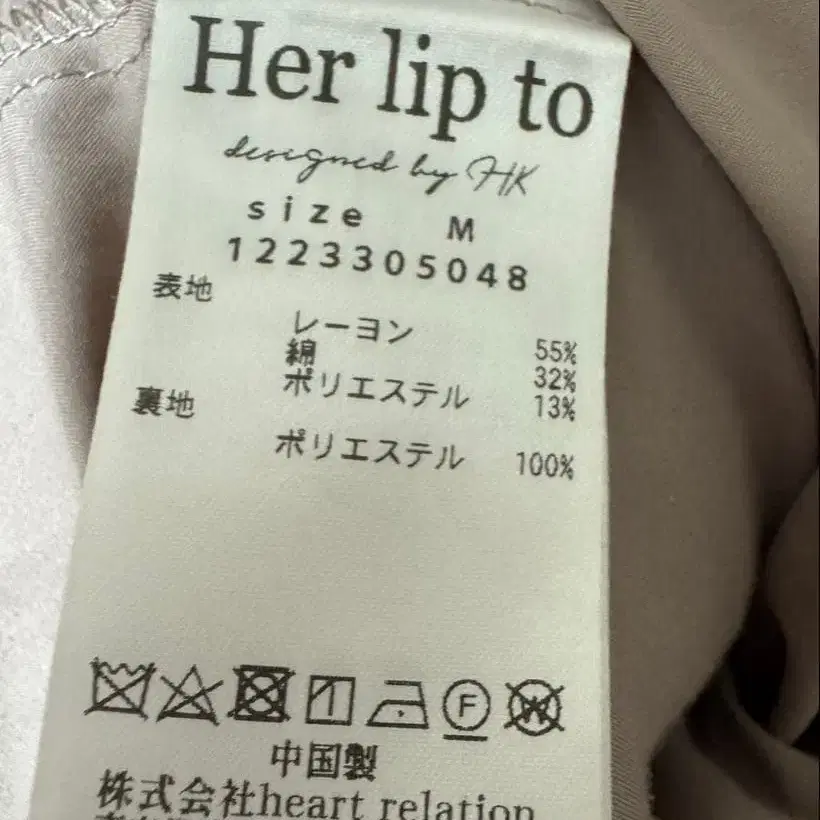 Her lip to
designed by HK
size M
1223305048
表地
レーヨン 55%
綿 32%
ポリエステル 13%
裏地
ポリエステル 100%
F W
中国製
株式会社heart relation